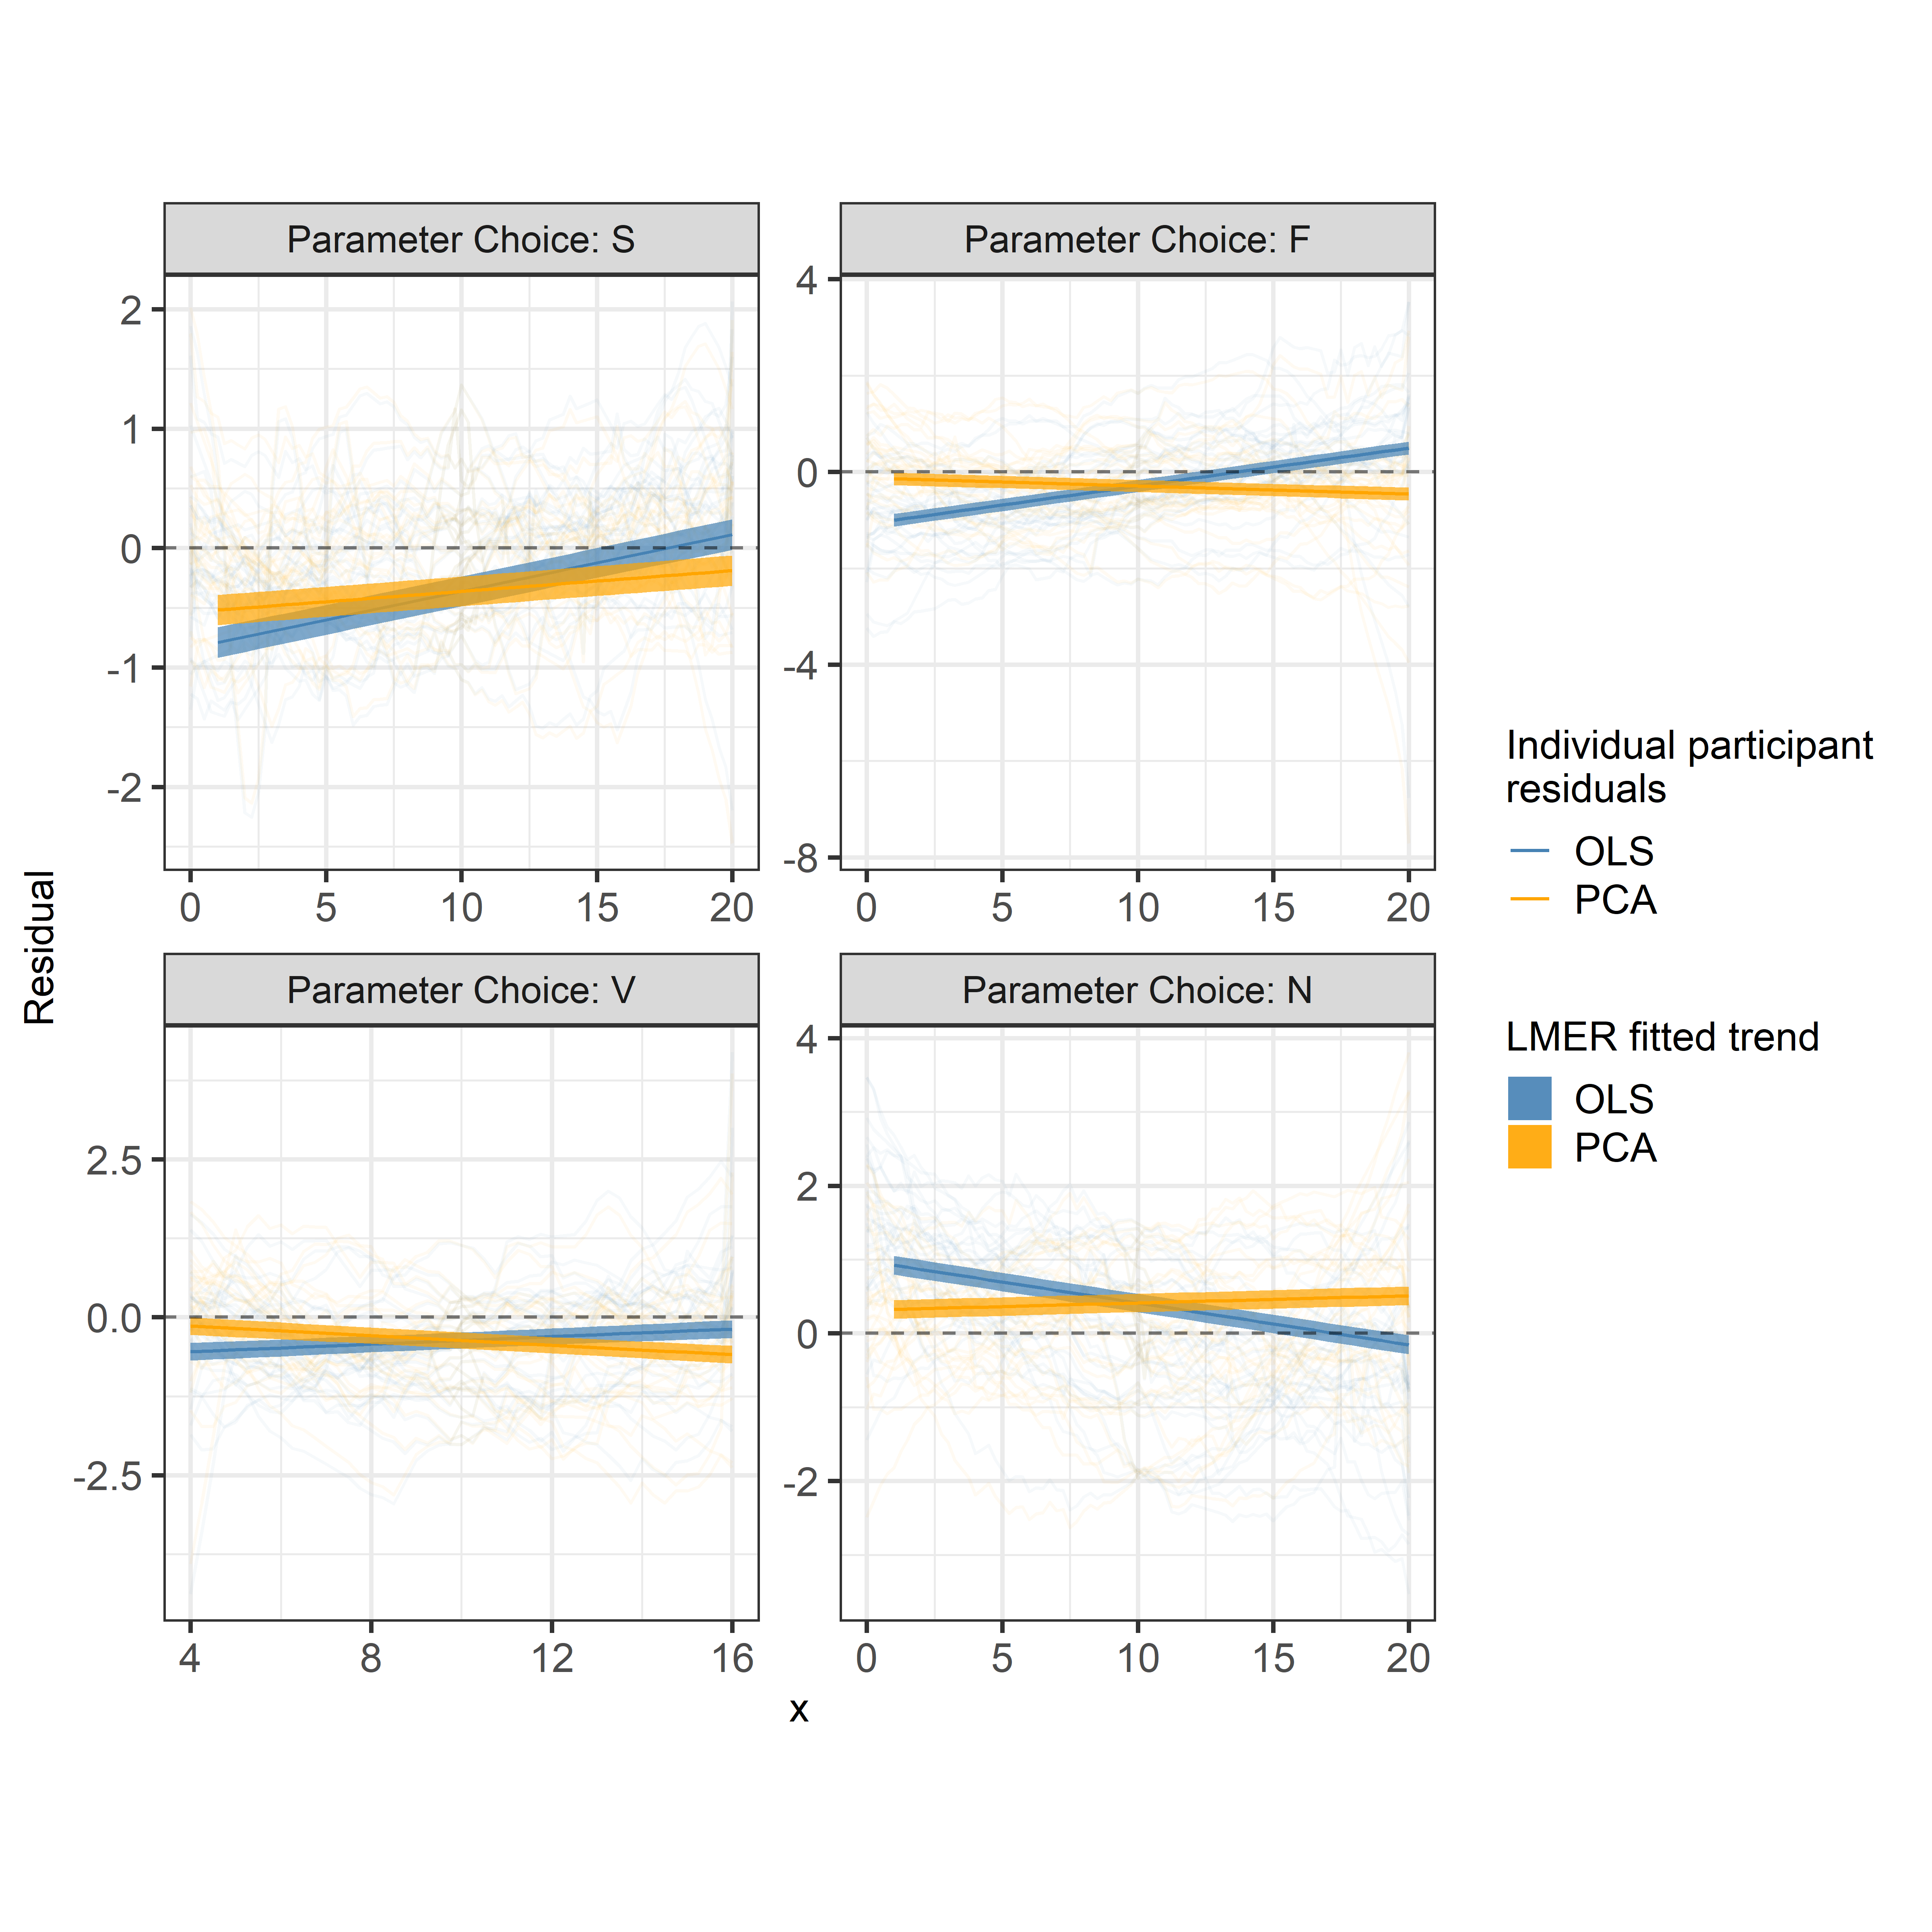 Parameter Choice: S
2
1
0
-1
-2
0 5 10 15 20
Parameter Choice: F
4
0
-4
-8
0 5 10 15 20
Parameter Choice: V
2.5
0.0
-2.5
4 8 12 16
Parameter Choice: N
4
2
0
-2
0 5 10 15 20
Residual
x
Individual participant
residuals
OLS
PCA
LMER fitted trend
OLS
PCA